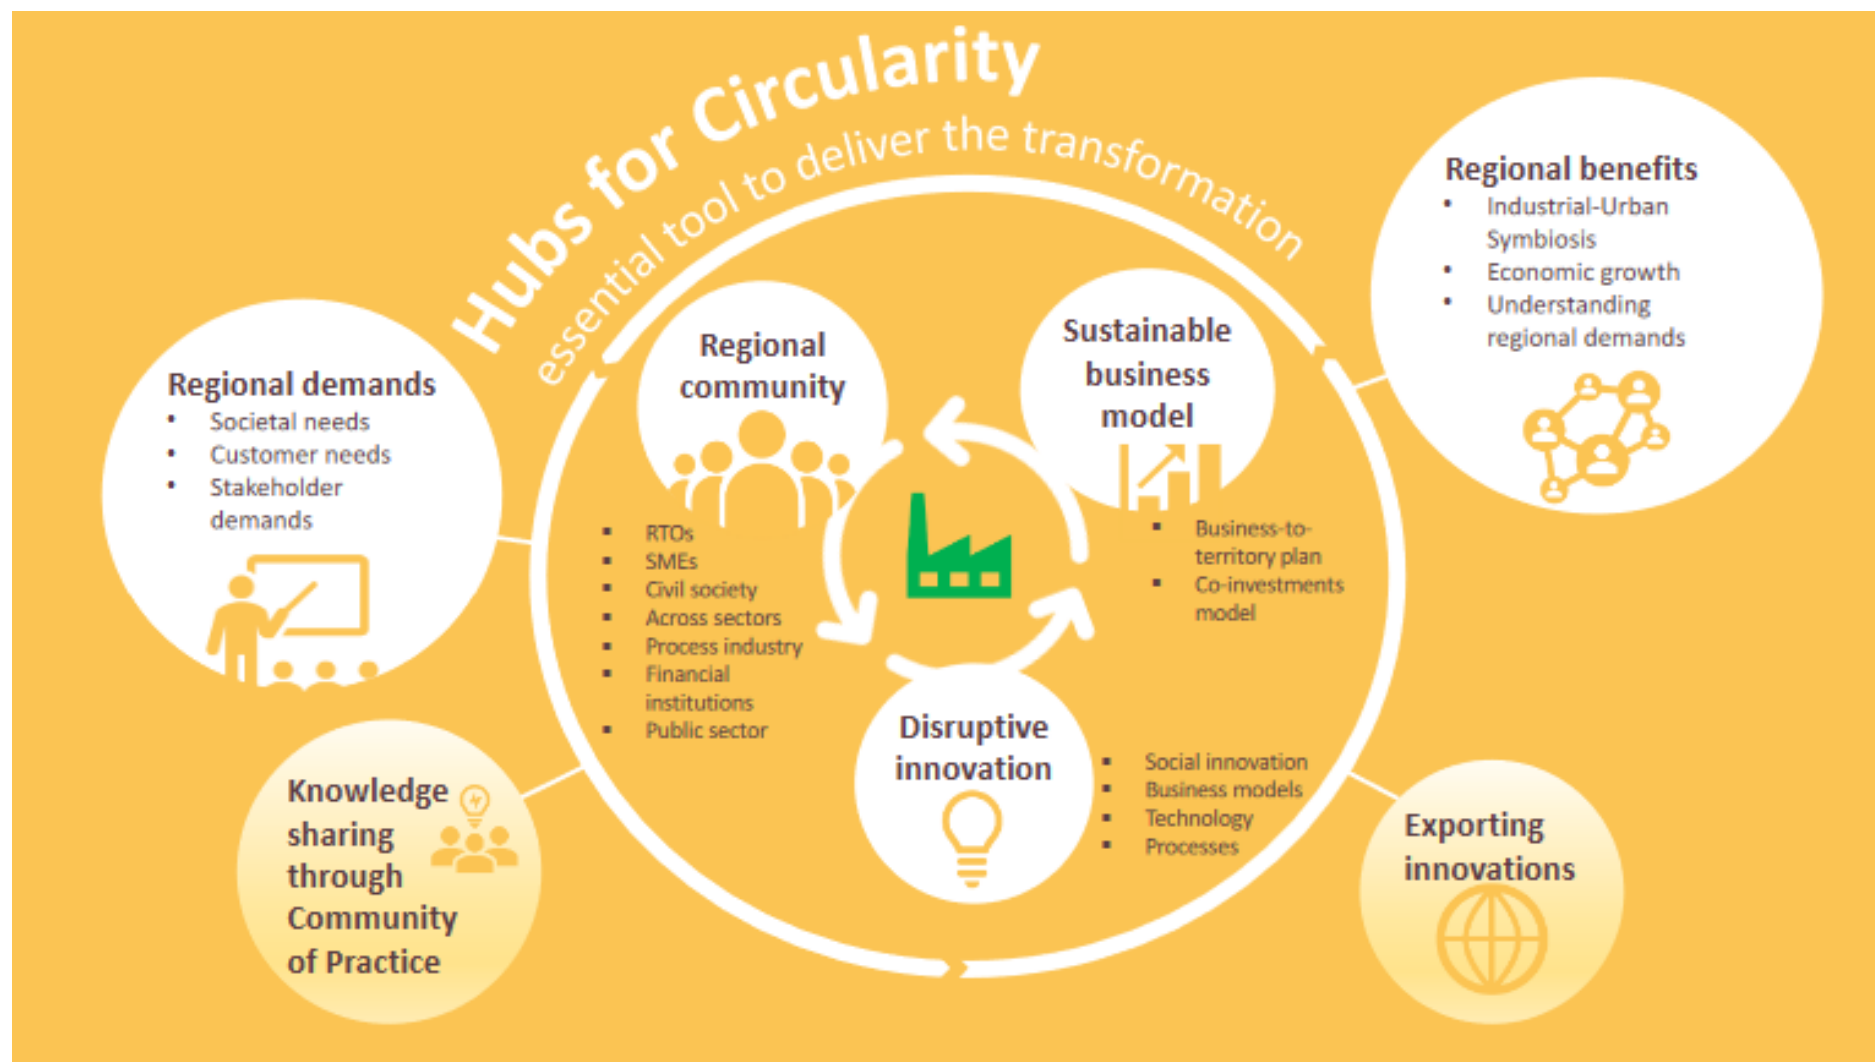 Hubs for Circularity
essential tool to deliver the transformation
Regional demands
• Societal needs
• Customer needs
• Stakeholder
demands
Knowledge
sharing
through
Community
of Practice
Regional
community
▪ RTOs
▪ SMEs
▪ Civil society
▪ Across sectors
▪ Process industry
▪ Financial
institutions
▪ Public sector
Sustainable
business
model
▪ Business-to-
territory plan
▪ Co-investments
model
Disruptive
innovation
▪ Social innovation
▪ Business models
▪ Technology
▪ Processes
Regional benefits
• Industrial-Urban
Symbiosis
• Economic growth
• Understanding
regional demands
Exporting
innovations